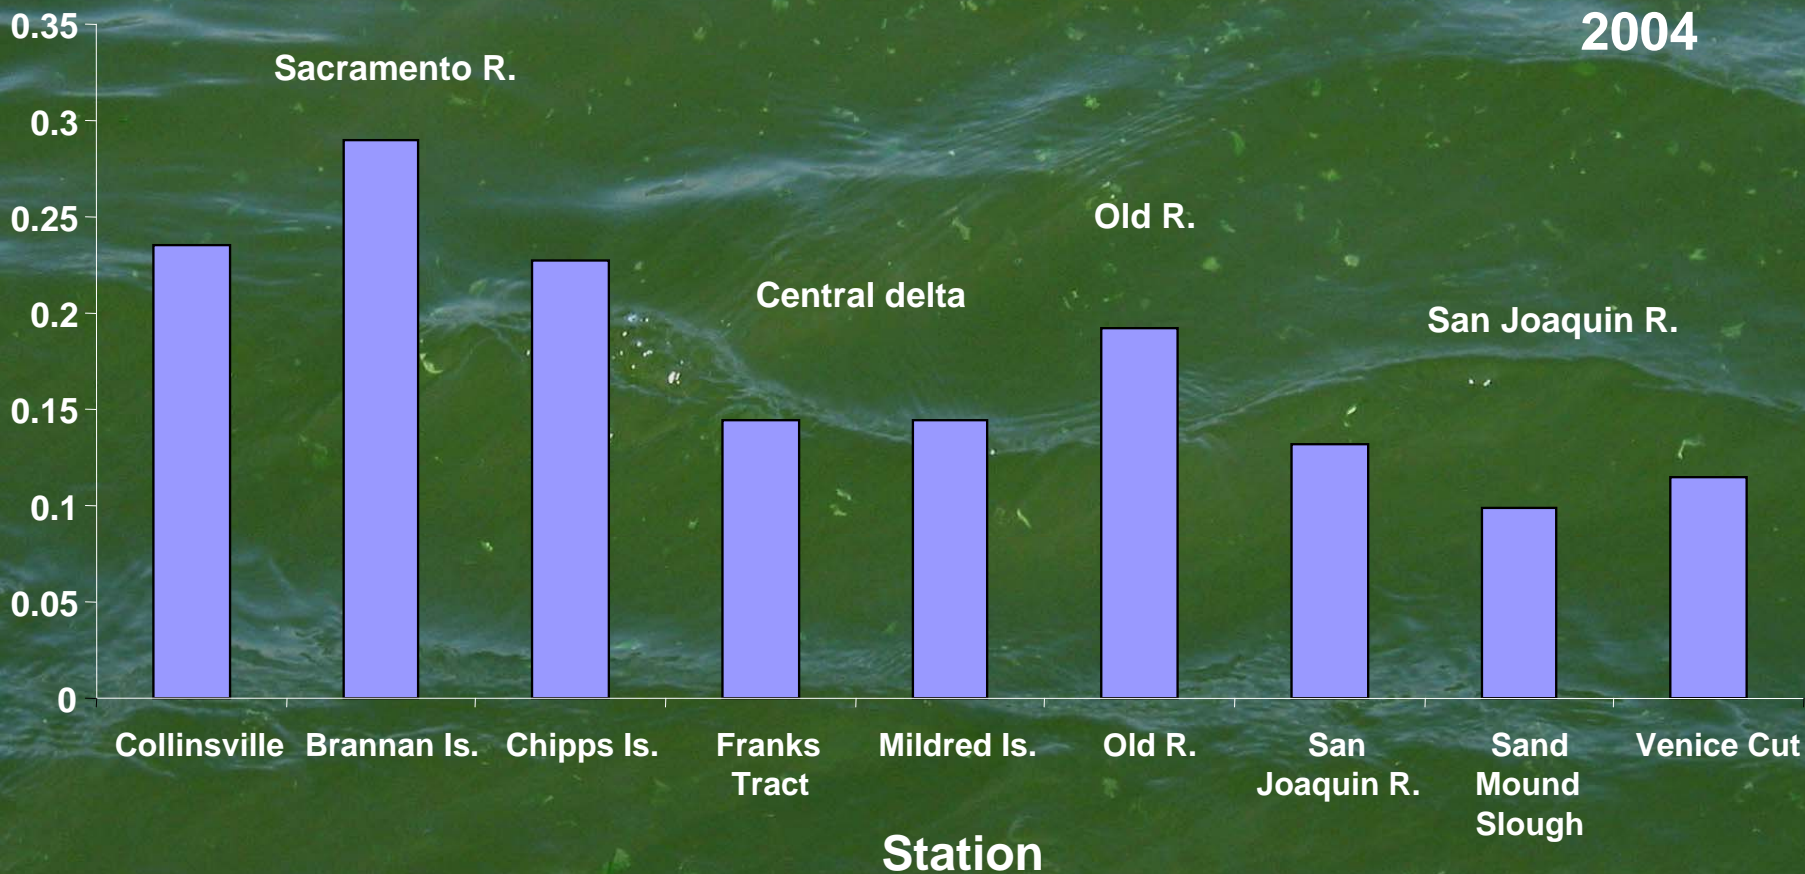 2004
0.35
0.3
0.25
0.2
0.15
0.1
0.05
0
Sacramento R.
Central delta
Old R.
San Joaquin R.
Collinsville
Brannan Is.
Chipps Is.
Franks
Tract
Mildred Is.
Old R.
San
Joaquin R.
Sand
Mound
Slough
Venice Cut
Station